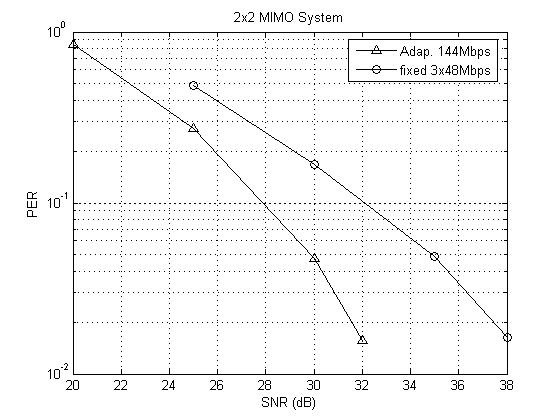 2x2 MIMO System
10^0
Adap. 144Mbps
fixed 3x48Mbps
PER
10^-1
10^-2
20 22 24 26 28 30 32 34 36 38
SNR (dB)